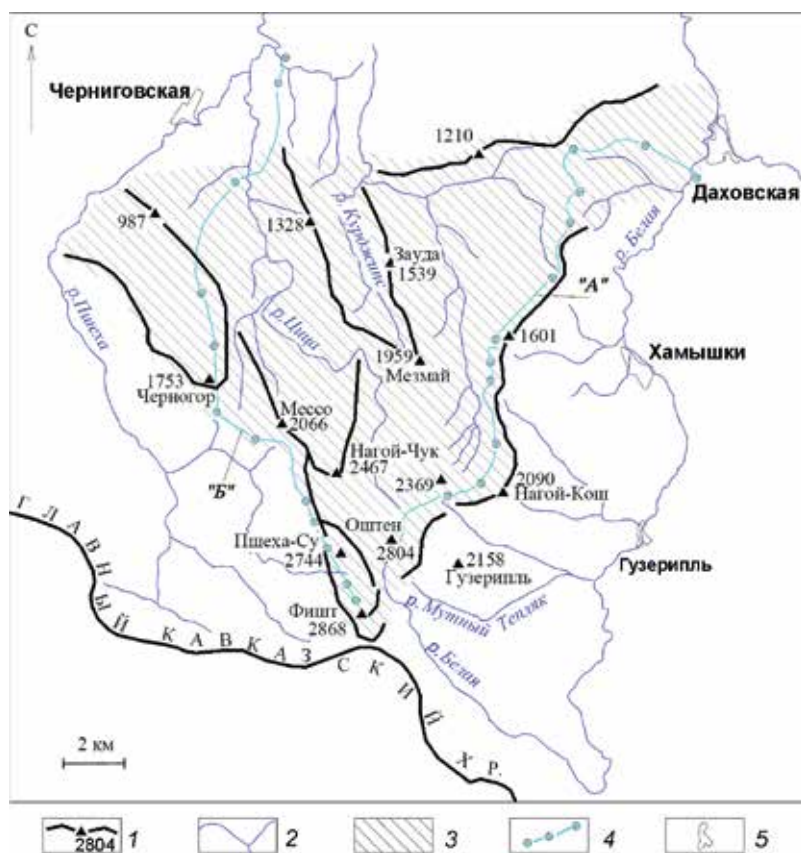 С
Черниговская
1210
Даховская
987
1328
р. Курджипс
Зауда
1539
р. Белая
"А"
р.Пшеха
р.Цица
1601
Хамышки
1959
Мезмай
1753
Черногор
Мессо
2066
Нагой-Чук
2467
2369
2090
Нагой-Кош
"Б"
Оштен
2804
Пшеха-Су
2744
2158
Гузерипль
Гузерипль
Фишт
2868
р. Мутный Тепляк
р. Белая
ГЛАВНЫЙ КАВКАЗСКИЙ ХР.
2 км
2804
1
2
3
4
5